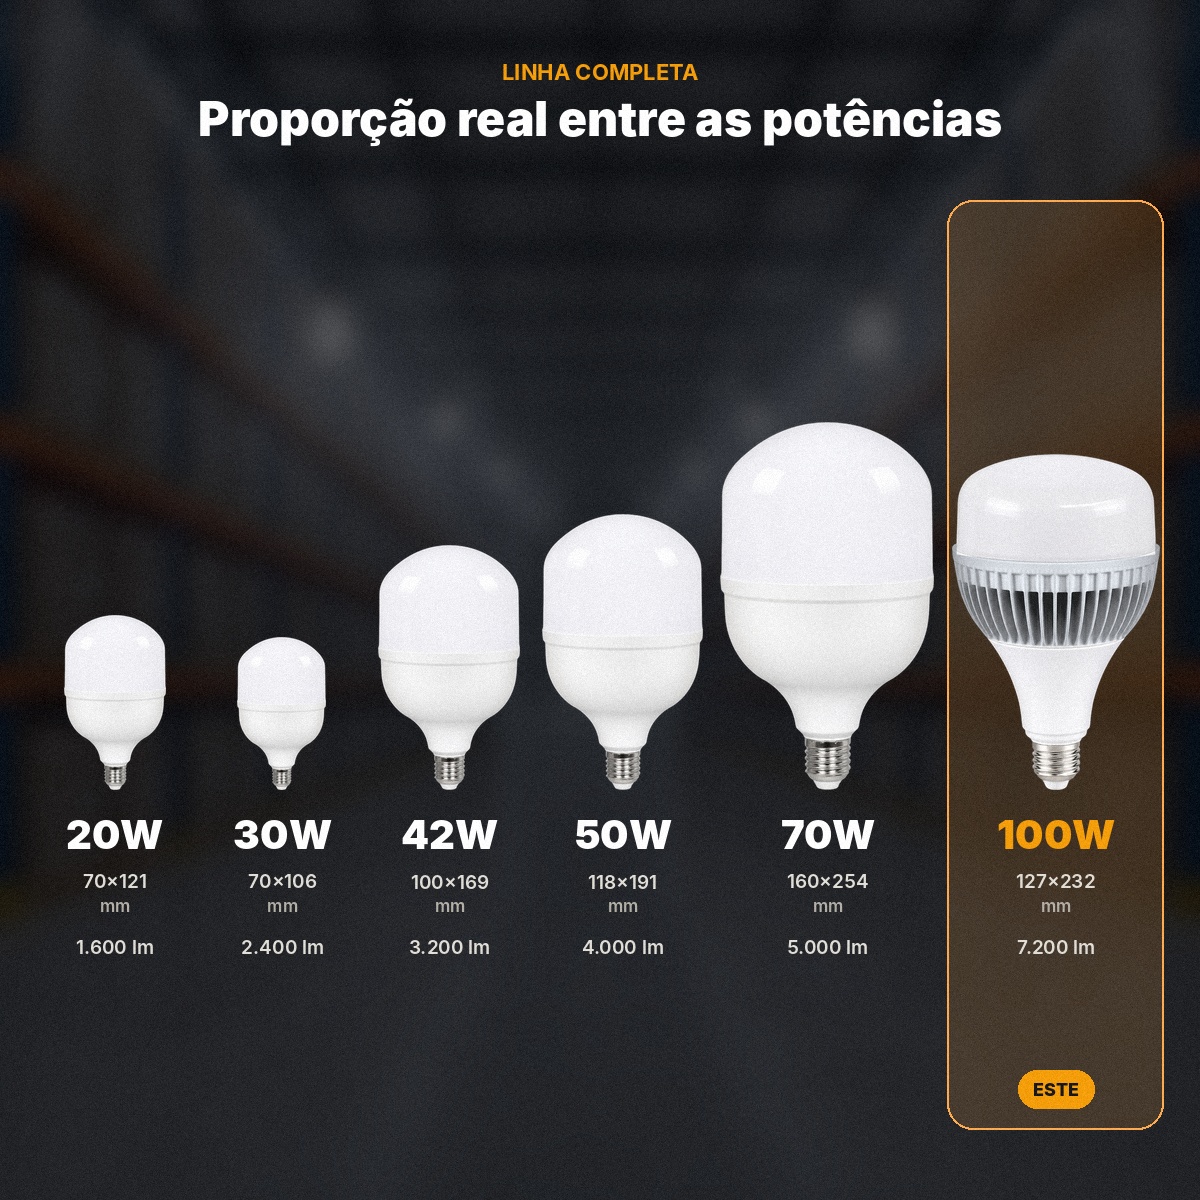 LINHA COMPLETA
Proporção real entre as potências
20W
70×121
mm
1.600 lm
30W
70×106
mm
2.400 lm
42W
100×169
mm
3.200 lm
50W
118×191
mm
4.000 lm
70W
160×254
mm
5.000 lm
100W
127×232
mm
7.200 lm
ESTE